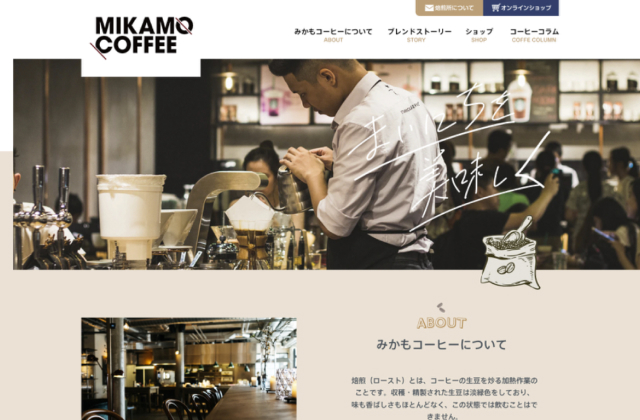 MIKAMO
COFFEE
焙煎所について
オンラインショップ
みかもコーヒーについて
ABOUT
ブレンドストーリー
STORY
ショップ
SHOP
コーヒーコラム
COFFE COLUMN
まいにちを
美味しく
ABOUT
みかもコーヒーについて
焙煎（ロースト）とは、コーヒーの生豆を炒る加熱作業の
ことです、収穫・精製された生豆は淡緑色をしており、
味も香ばしさもほとんどなく、この状態では飲むことはで
きません。